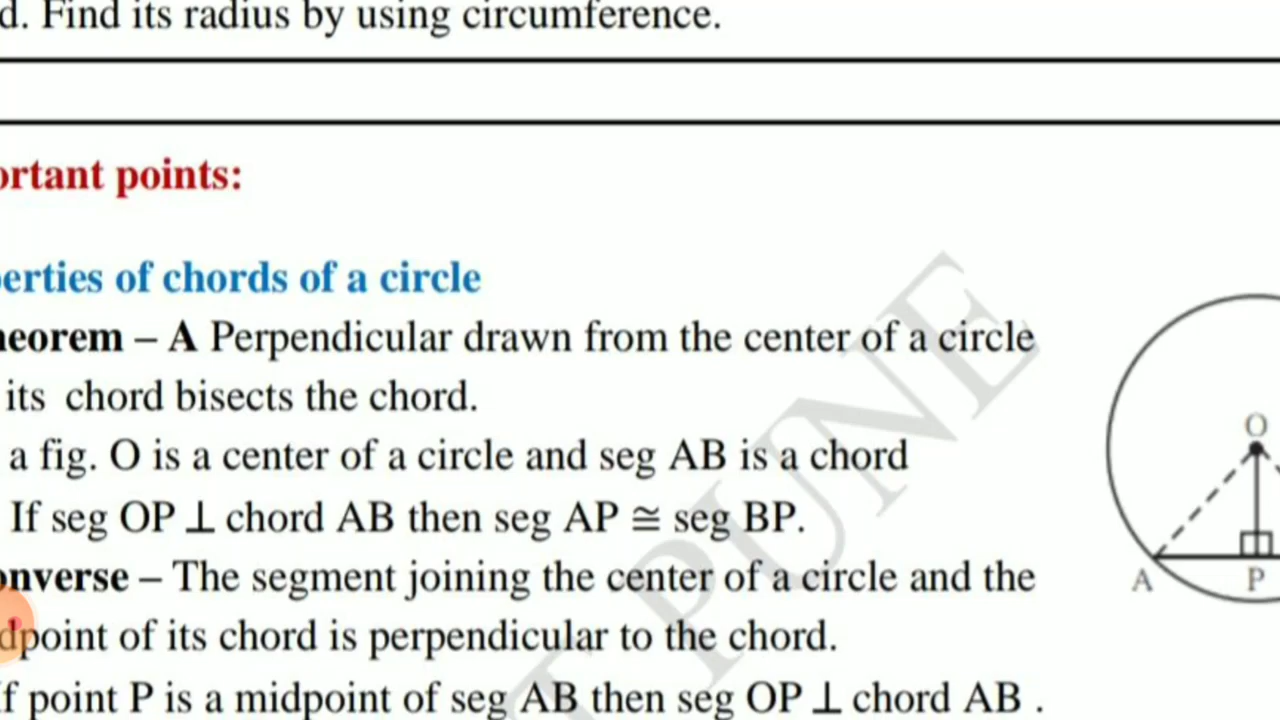 d. Find its radius by using circumference.
ortant points:
erties of chords of a circle
heorem – A Perpendicular drawn from the center of a circle
its chord bisects the chord.
a fig. O is a center of a circle and seg AB is a chord
If seg OP ⊥ chord AB then seg AP ≅ seg BP.
onverse – The segment joining the center of a circle and the
dpoint of its chord is perpendicular to the chord.
f point P is a midpoint of seg AB then seg OP ⊥ chord AB .
O
A P
T PUNE